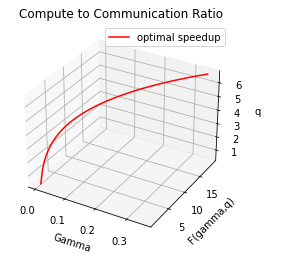 Compute to Communication Ratio
optimal speedup
6
5
4
3
2
1
q
15
10
5
F(gamma,q)
0.0
0.1
0.2
0.3
Gamma